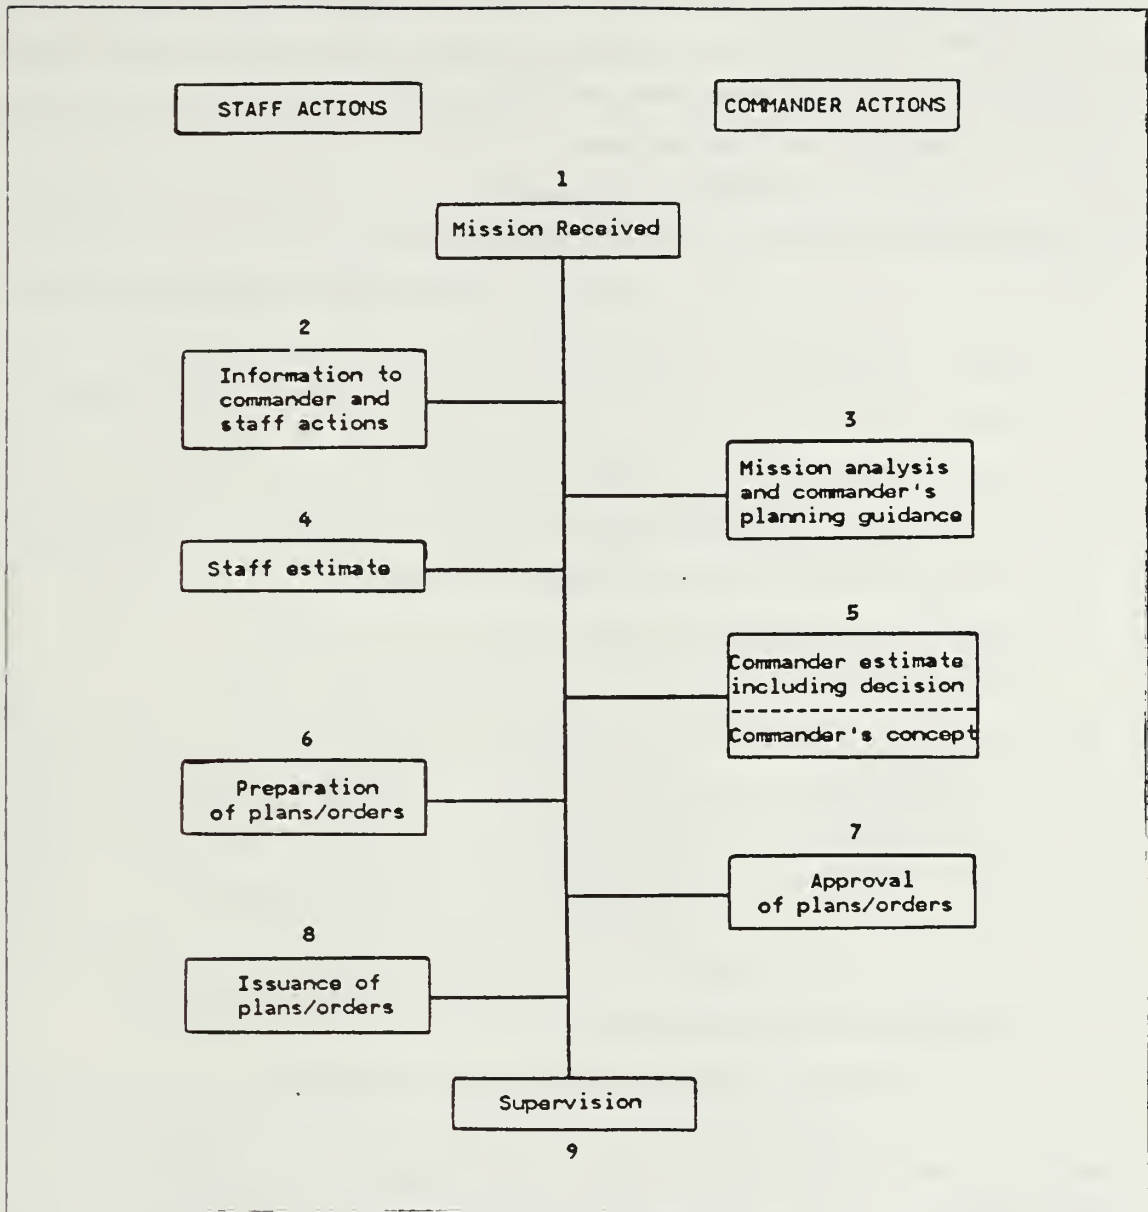 STAFF ACTIONS
COMMANDER ACTIONS
1
Mission Received
2
Information to
commander and
staff actions
3
Mission analysis
and commander's
planning guidance
4
Staff estimate
5
Commander estimate
including decision
Commander's concept
6
Preparation
of plans/orders
7
Approval
of plans/orders
8
Issuance of
plans/orders
Supervision
9